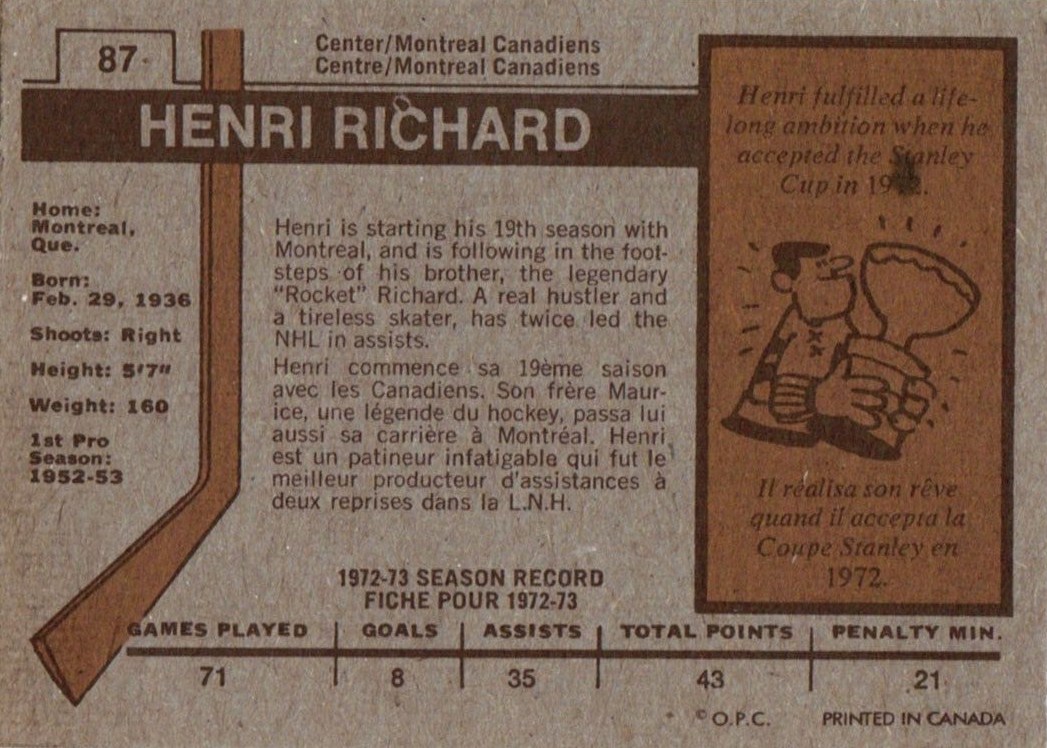 87
Center/Montreal Canadiens
Centre/Montreal Canadiens
HENRI RICHARD
Home:
Montreal,
Que.
Born:
Feb. 29, 1936
Shoots: Right
Height: 5'7"
Weight: 160
1st Pro
Season:
1952-53
Henri is starting his 19th season with
Montreal, and is following in the foot-
steps of his brother, the legendary
"Rocket" Richard. A real hustler and
a tireless skater, has twice led the
NHL in assists.
Henri commence sa 19ème saison
avec les Canadiens. Son frère Maur-
ice, une légende du hockey, passa lui
aussi sa carrière à Montréal. Henri
est un patineur infatigable qui fut le
meilleur producteur d'assistances à
deux reprises dans la L.N.H.
Henri fulfilled a life-
long ambition when he
accepted the Stanley
Cup in
Il réalisa son rêve
quand il accepta la
Coupe Stanley en
1972.
1972-73 SEASON RECORD
FICHE POUR 1972-73
GAMES PLAYED GOALS ASSISTS TOTAL POINTS PENALTY MIN.
71 8 35 43 21
© O.P.C. PRINTED IN CANADA